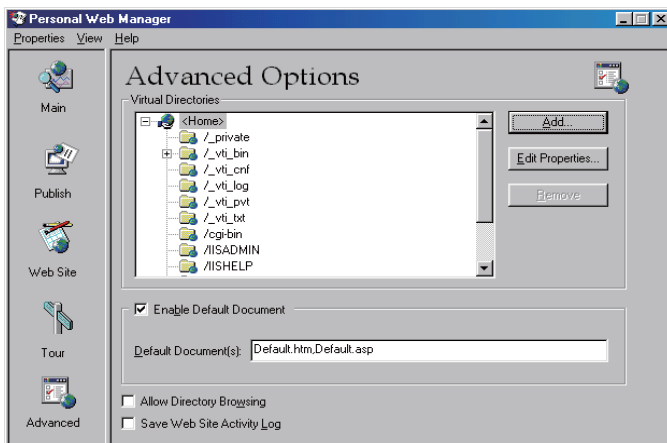 Personal Web Manager
Properties View Help
Main
Publish
Web Site
Tour
Advanced
Advanced Options
Virtual Directories
<Home>
/_private
/_vti_bin
/_vti_cnf
/_vti_log
/_vti_pvt
/_vti_txt
/cgi-bin
/IISADMIN
/IISHELP
Add...
Edit Properties...
Remove
Enable Default Document
Default Document(s): Default.htm,Default.asp
Allow Directory Browsing
Save Web Site Activity Log